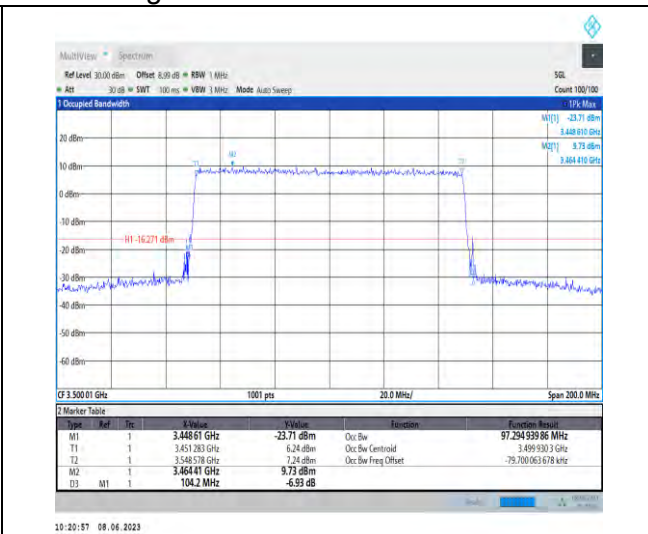 MultiView Spectrum
Ref Level 30.00 dBm Offset 8.99 dB RBW 1 MHz SGL
Att 30 dB SWT 100 ms VBW 3 MHz Mode Auto Sweep Count 100/100
1 Occupied Bandwidth 1Pk Max
M1[1] -23.71 dBm
3.448 610 GHz
M2[1] 9.73 dBm
3.464 410 GHz
20 dBm
M2
10 dBm
0 dBm
-10 dBm
H1 -16.271 dBm
-20 dBm
-30 dBm
-40 dBm
-50 dBm
-60 dBm
CF 3.500 01 GHz 1001 pts 20.0 MHz/ Span 200.0 MHz
2 Marker Table
Type Ref Trc X-Value Y-Value Function Function Result
M1 1 3.448 61 GHz -23.71 dBm Occ Bw 97.294 939 86 MHz
T1 1 3.451 283 GHz 6.24 dBm Occ Bw Centroid 3.499 930 3 GHz
T2 1 3.548 578 GHz 7.24 dBm Occ Bw Freq Offset -79.700 063 678 kHz
M2 1 3.464 41 GHz 9.73 dBm
D3 M1 1 104.2 MHz -6.93 dB
10:20:57 08.06.2023